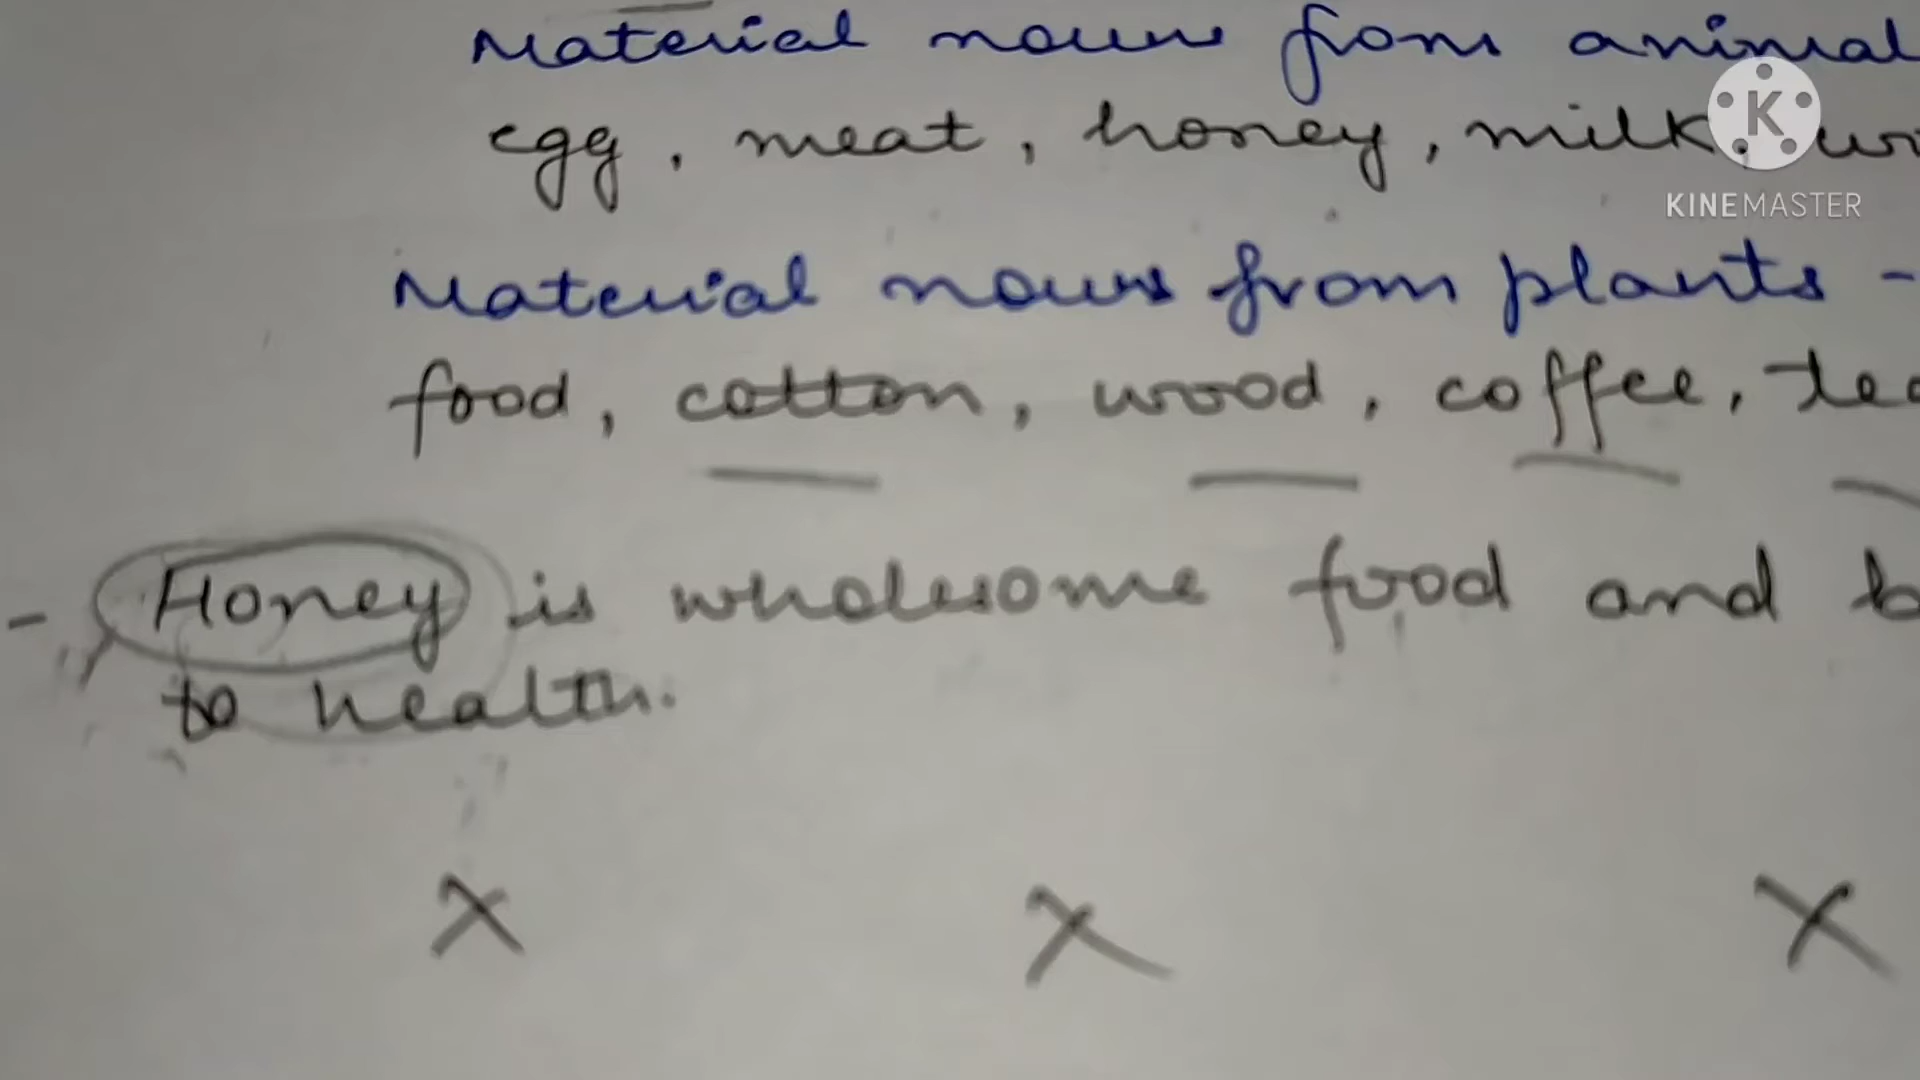 Material nouns from animal
egg, meat, honey, milk,
K
KINEMASTER
Material nouns from plants -
food, cotton, wood, coffee,
- Honey is wholesome food and
to health.
X X X